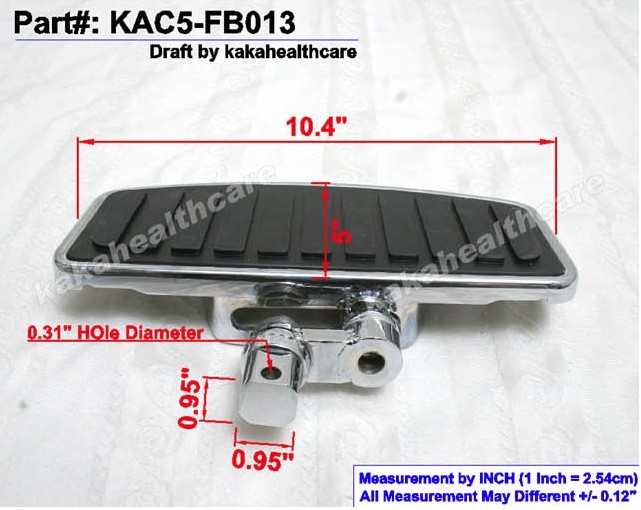 Part#: KAC5-FB013
Draft by kakahealthcare
10.4"
kakahealthcare
kakahealthcare
5"
0.31" HOle Diameter
0.95"
0.95"
Measurement by INCH (1 Inch = 2.54cm)
All Measurement May Different +/- 0.12"